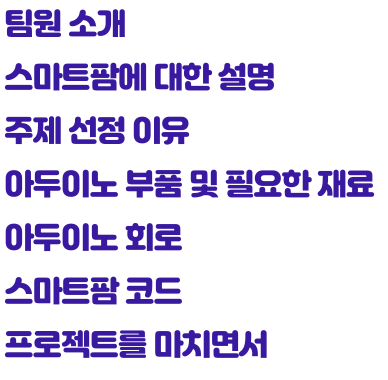 팀원 소개
스마트팜에 대한 설명
주제 선정 이유
아두이노 부품 및 필요한 재료
아두이노 회로
스마트팜 코드
프로젝트를 마치면서